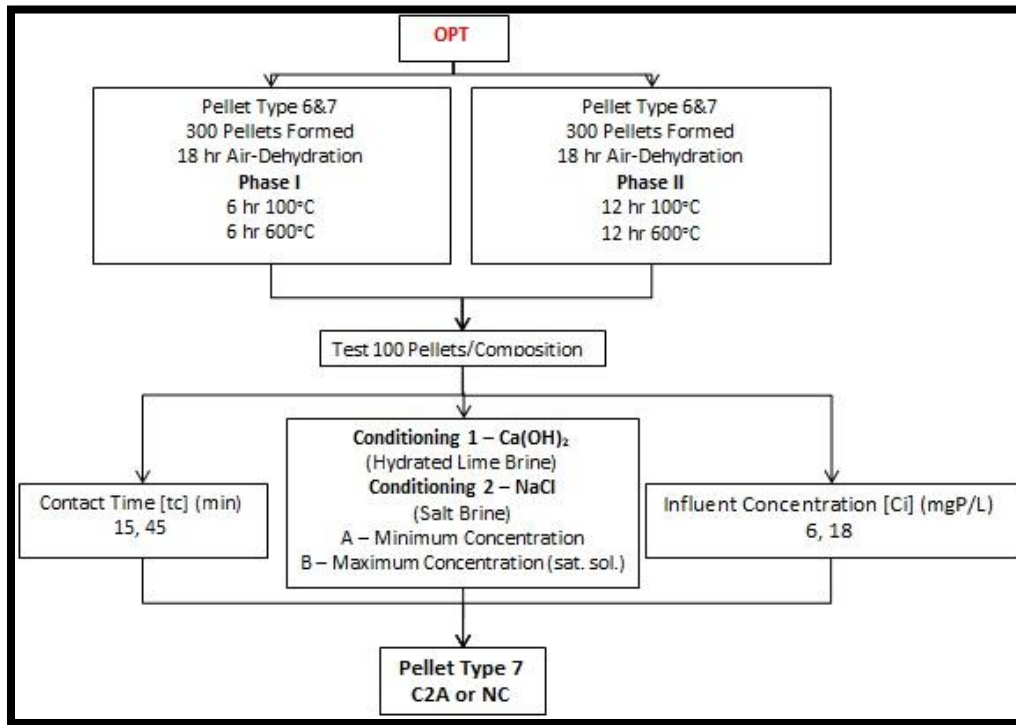 OPT
Pellet Type 6&7
300 Pellets Formed
18 hr Air-Dehydration
Phase I
6 hr 100°C
6 hr 600°C
Pellet Type 6&7
300 Pellets Formed
18 hr Air-Dehydration
Phase II
12 hr 100°C
12 hr 600°C
Test 100 Pellets/Composition
Contact Time [tc] (min)
15, 45
Conditioning 1 – Ca(OH)₂
(Hydrated Lime Brine)
Conditioning 2 – NaCl
(Salt Brine)
A – Minimum Concentration
B – Maximum Concentration (sat. sol.)
Influent Concentration [Ci] (mgP/L)
6, 18
Pellet Type 7
C2A or NC